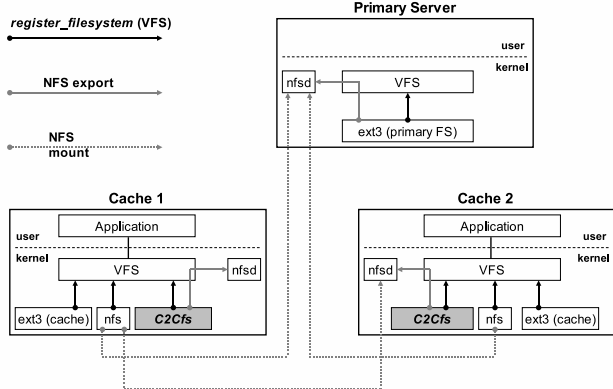 register_filesystem (VFS)
NFS export
NFS
mount
Primary Server
user
kernel
nfsd
VFS
ext3 (primary FS)
Cache 1
Application
user
kernel
VFS
nfsd
ext3 (cache)
nfs
C2Cfs
Cache 2
Application
user
kernel
nfsd
VFS
C2Cfs
nfs
ext3 (cache)